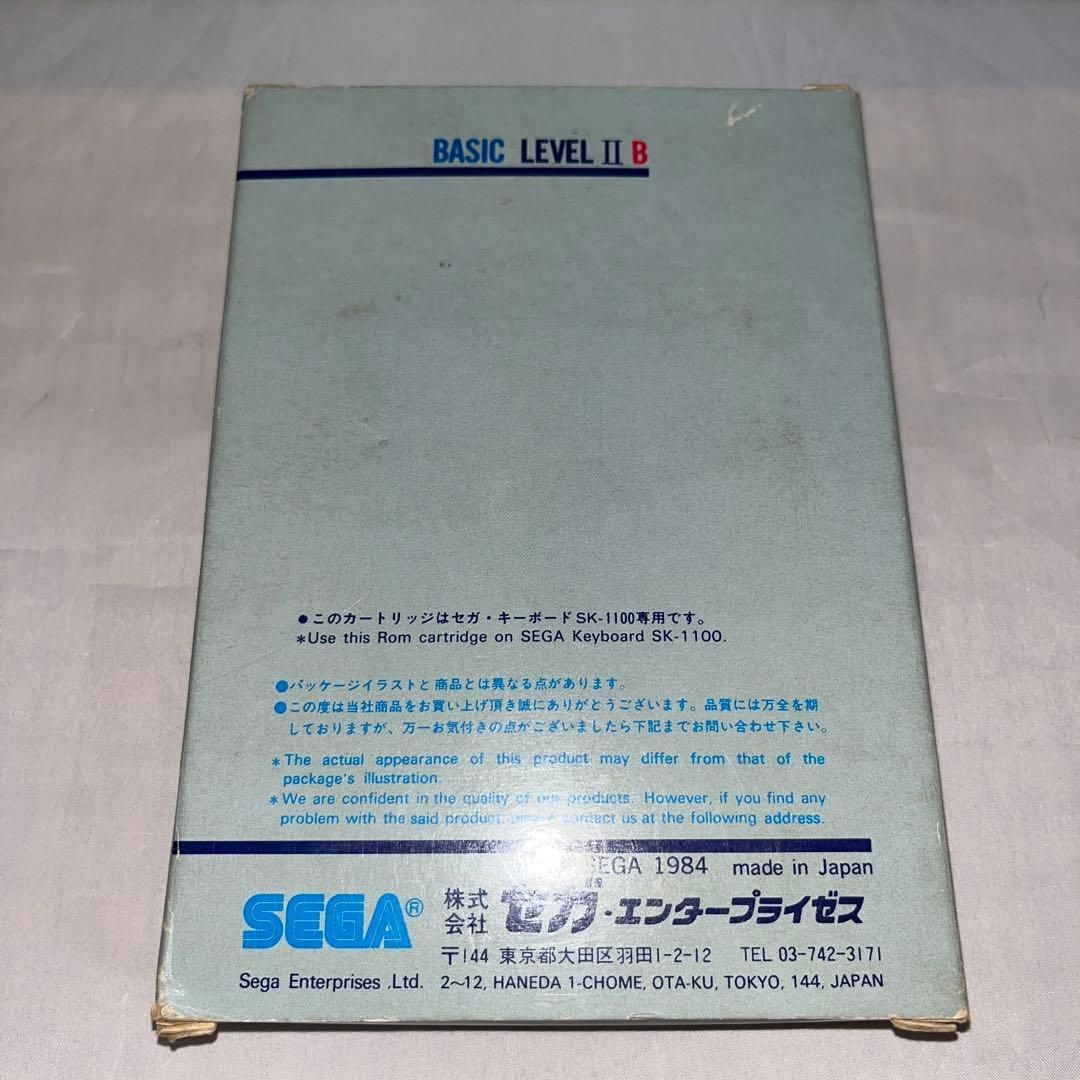 BASIC LEVEL II B
●このカートリッジはセガ・キーボードSK-1100専用です。
*Use this Rom cartridge on SEGA Keyboard SK-1100.
●パッケージイラストと商品とは異なる点があります。
●この度は当社商品をお買い上げ頂き誠にありがとうございます。品質には万全を期
しておりますが、万一お気付きの点がございましたら下記までお問い合わせ下さい。
*The actual appearance of this product may differ from that of the
package's illustration.
*We are confident in the quality of our products. However, if you find any
problem with the said product, please contact us at the following address.
SEGA 1984 made in Japan
SEGA® 株式会社 セガ・エンタープライゼス
〒144 東京都大田区羽田1-2-12 TEL 03-742-3171
Sega Enterprises ,Ltd. 2~12, HANEDA 1-CHOME, OTA-KU, TOKYO, 144, JAPAN